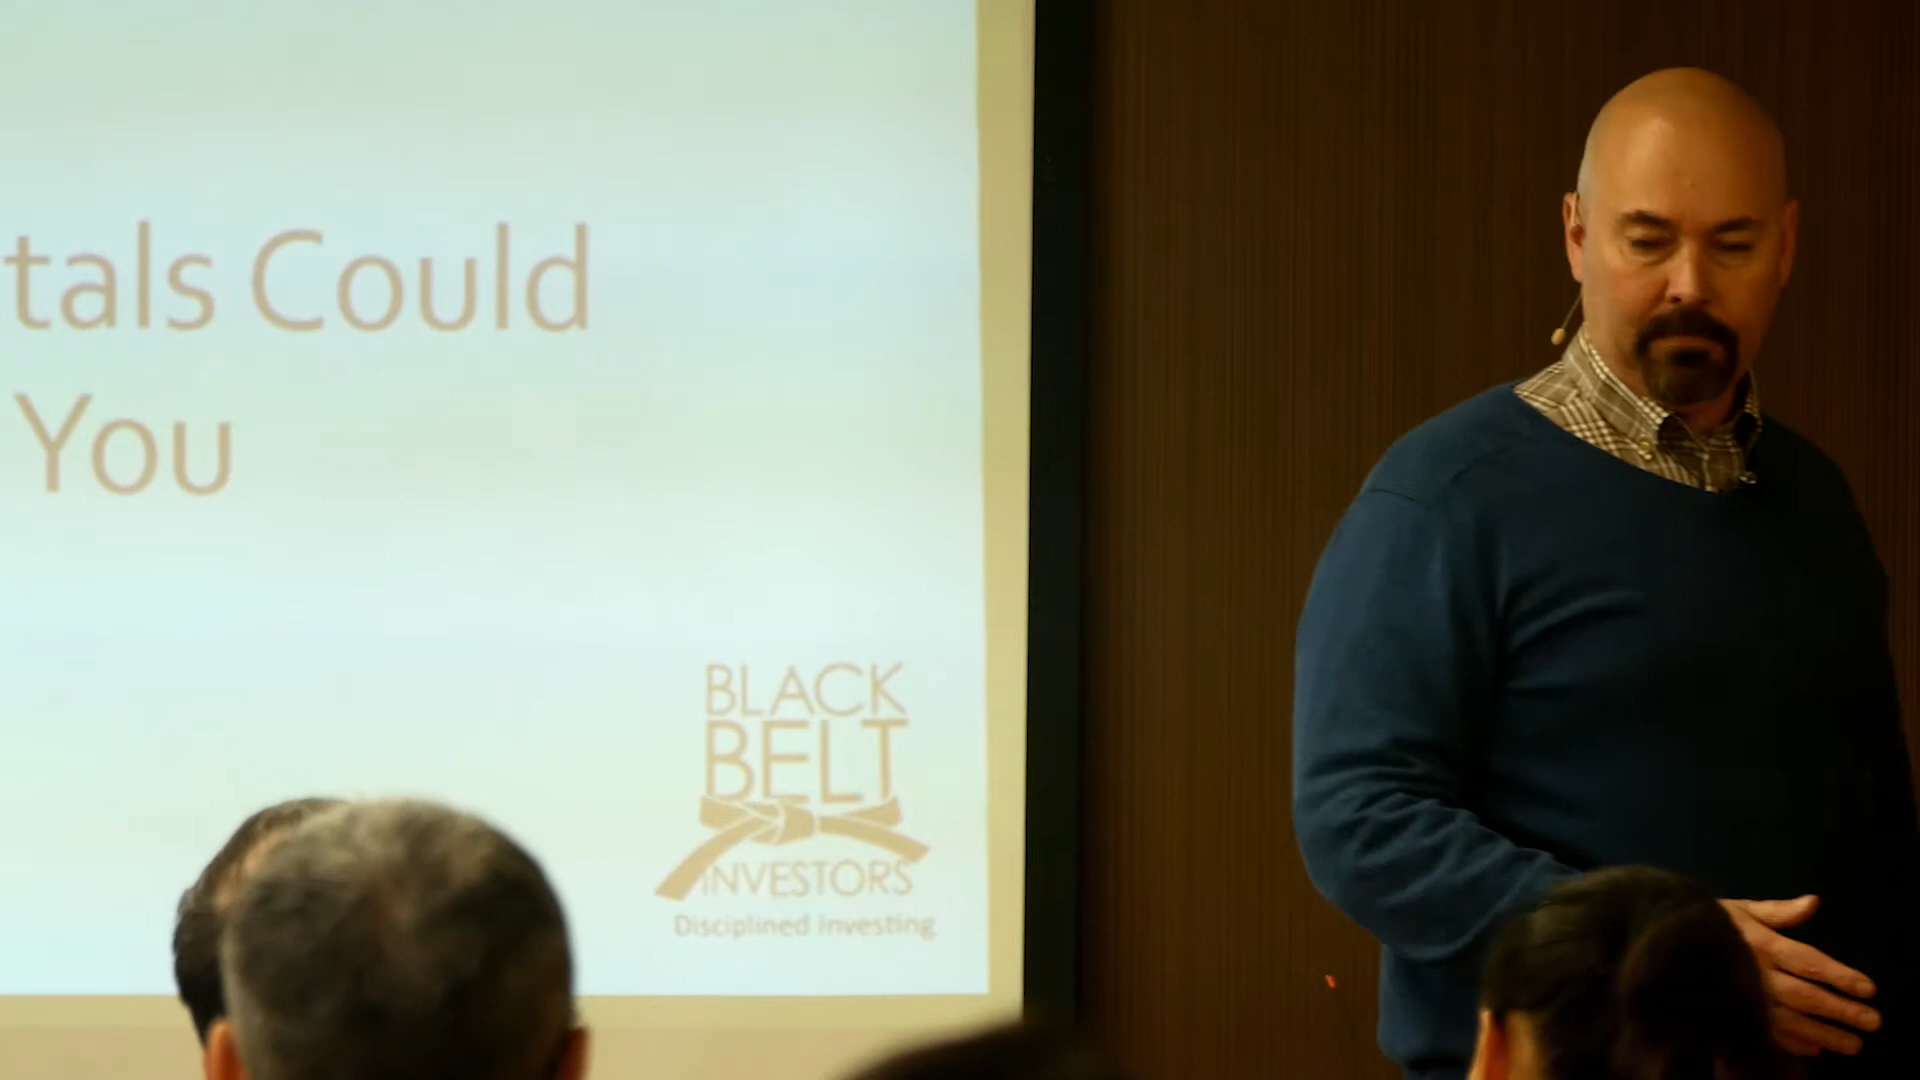 tals Could
You
BLACK
BELT
INVESTORS
Disciplined Investing